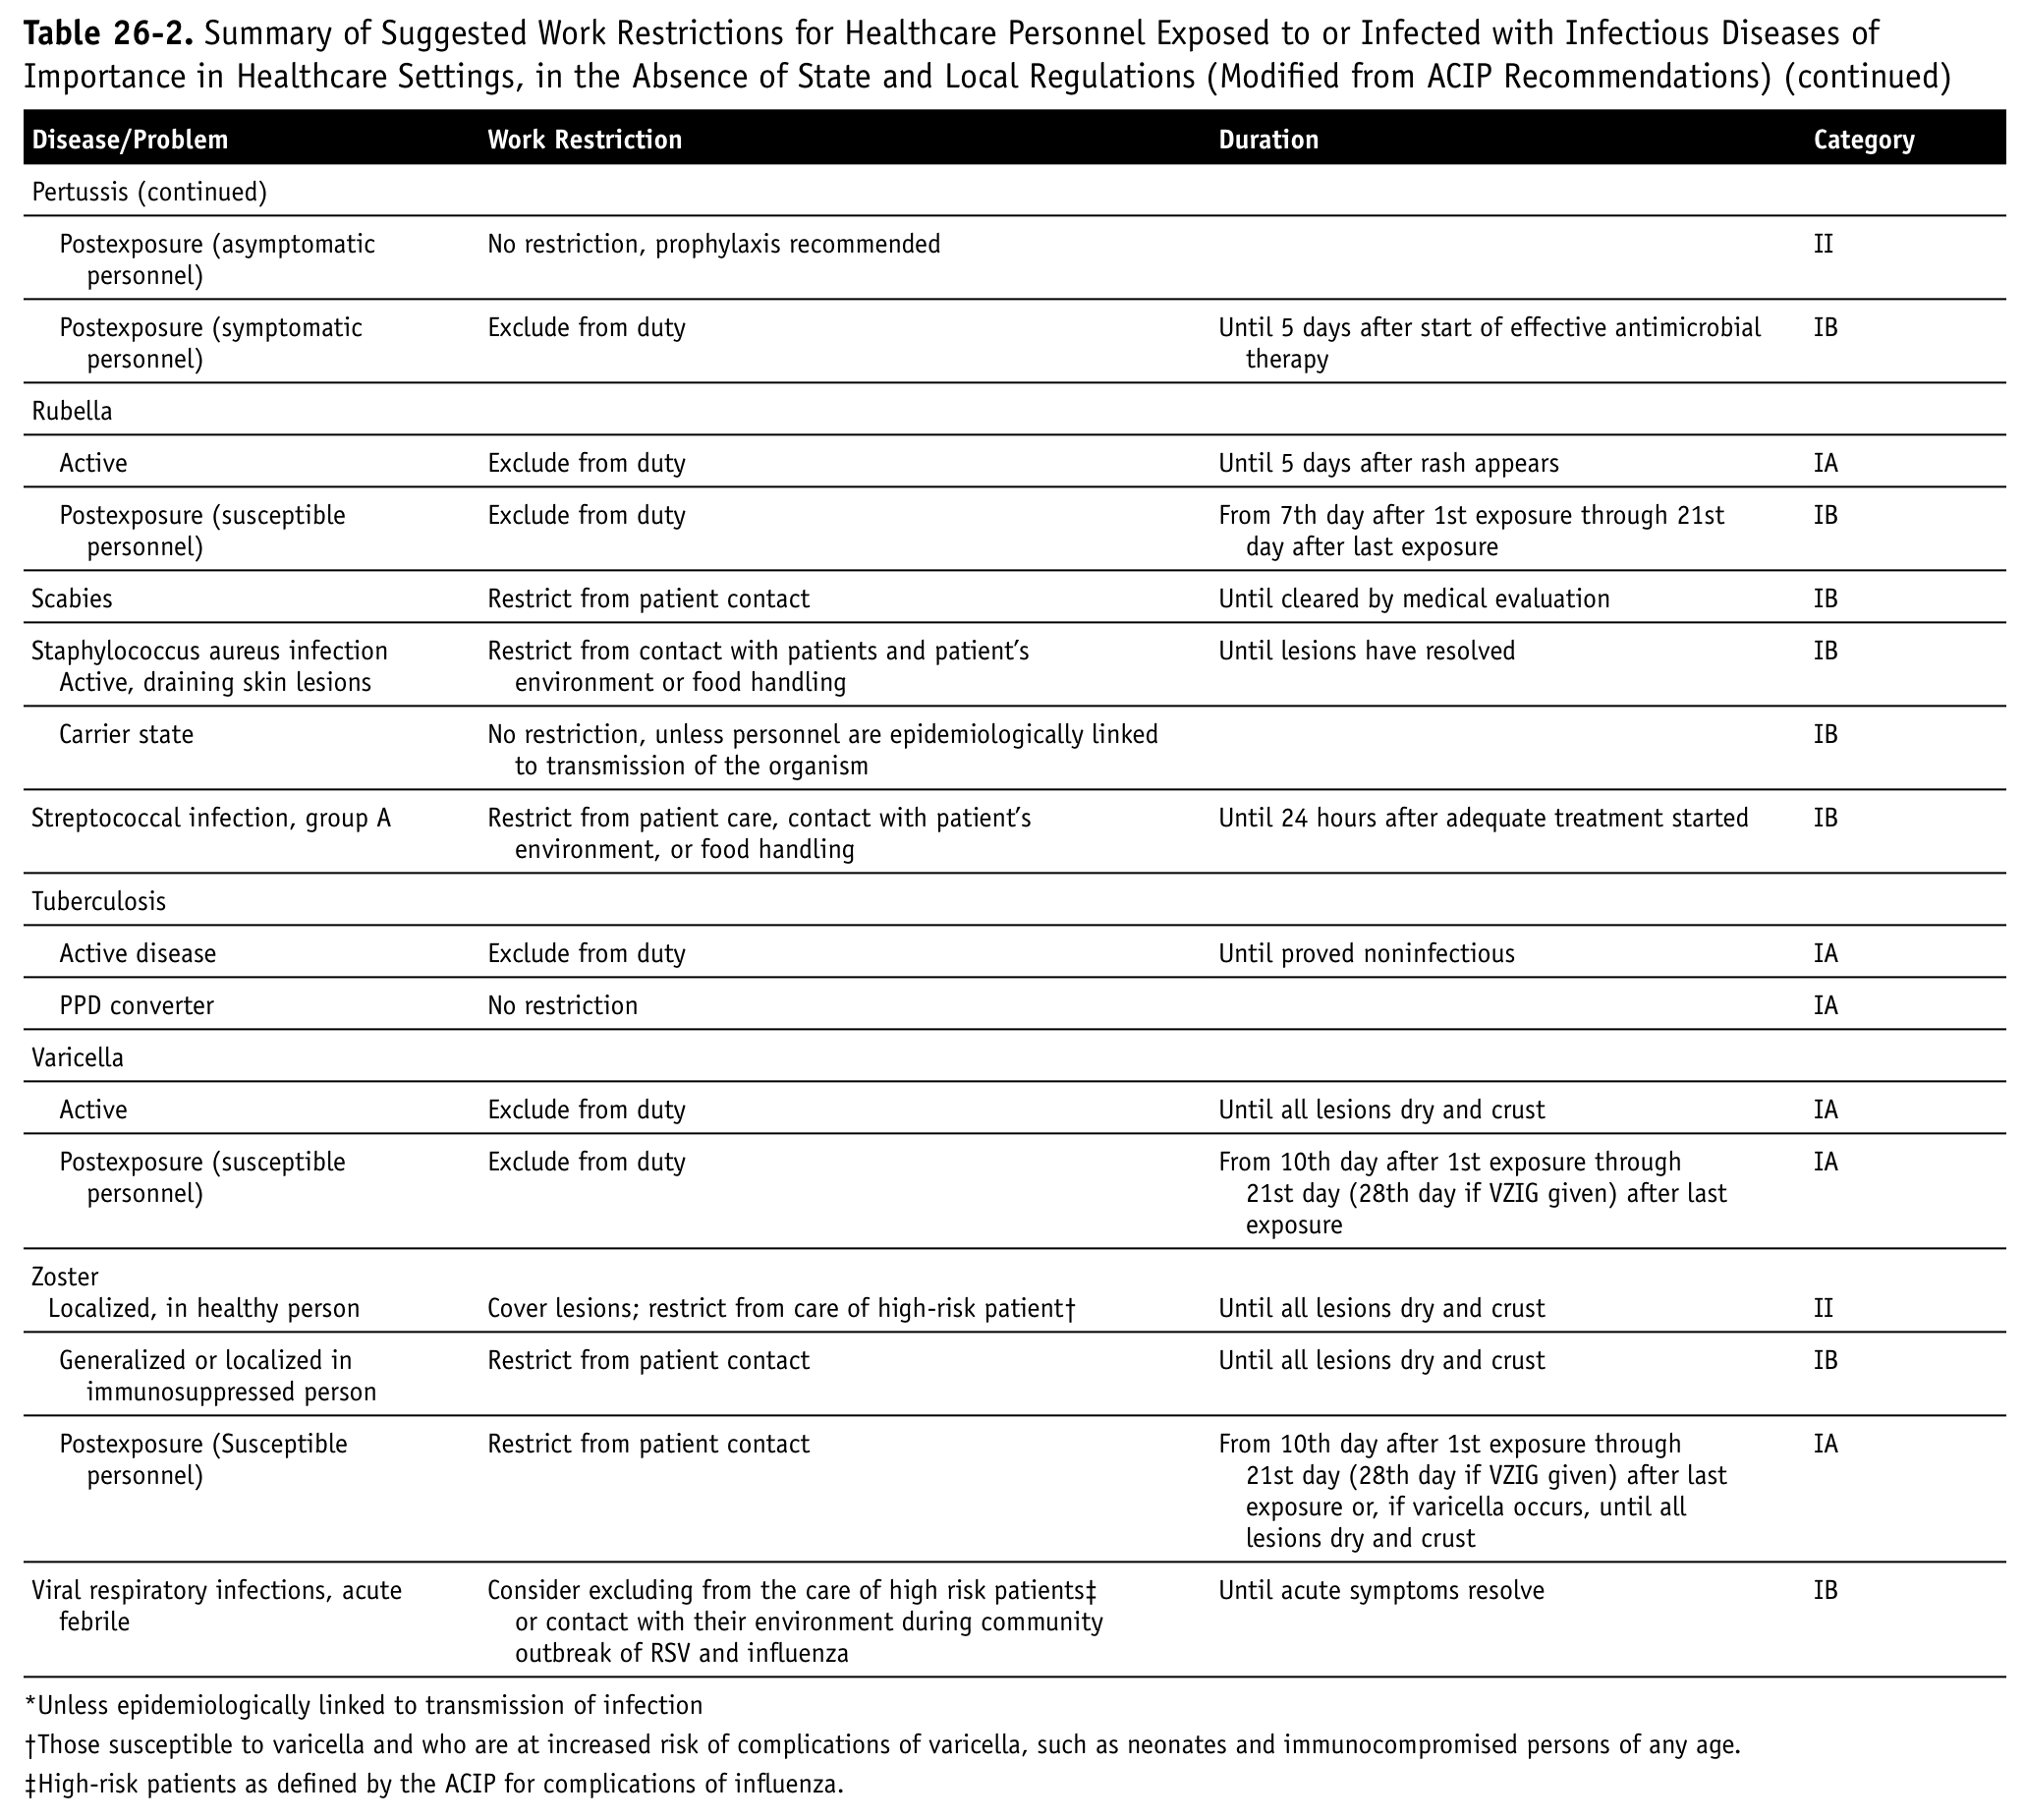 Table 26-2. Summary of Suggested Work Restrictions for Healthcare Personnel Exposed to or Infected with Infectious Diseases of
Importance in Healthcare Settings, in the Absence of State and Local Regulations (Modified from ACIP Recommendations) (continued)
Disease/Problem Work Restriction Duration Category
Pertussis (continued)
Postexposure (asymptomatic No restriction, prophylaxis recommended II
personnel)
Postexposure (symptomatic Exclude from duty Until 5 days after start of effective antimicrobial IB
personnel) therapy
Rubella
Active Exclude from duty Until 5 days after rash appears IA
Postexposure (susceptible Exclude from duty From 7th day after 1st exposure through 21st IB
personnel) day after last exposure
Scabies Restrict from patient contact Until cleared by medical evaluation IB
Staphylococcus aureus infection Restrict from contact with patients and patient’s Until lesions have resolved IB
Active, draining skin lesions environment or food handling
Carrier state No restriction, unless personnel are epidemiologically linked IB
to transmission of the organism
Streptococcal infection, group A Restrict from patient care, contact with patient’s Until 24 hours after adequate treatment started IB
environment, or food handling
Tuberculosis
Active disease Exclude from duty Until proved noninfectious IA
PPD converter No restriction IA
Varicella
Active Exclude from duty Until all lesions dry and crust IA
Postexposure (susceptible Exclude from duty From 10th day after 1st exposure through IA
personnel) 21st day (28th day if VZIG given) after last
exposure
Zoster
Localized, in healthy person Cover lesions; restrict from care of high-risk patient† Until all lesions dry and crust II
Generalized or localized in Restrict from patient contact Until all lesions dry and crust IB
immunosuppressed person
Postexposure (Susceptible Restrict from patient contact From 10th day after 1st exposure through IA
personnel) 21st day (28th day if VZIG given) after last
exposure or, if varicella occurs, until all
lesions dry and crust
Viral respiratory infections, acute Consider excluding from the care of high risk patients‡ Until acute symptoms resolve IB
febrile or contact with their environment during community
outbreak of RSV and influenza
*Unless epidemiologically linked to transmission of infection
†Those susceptible to varicella and who are at increased risk of complications of varicella, such as neonates and immunocompromised persons of any age.
‡High-risk patients as defined by the ACIP for complications of influenza.